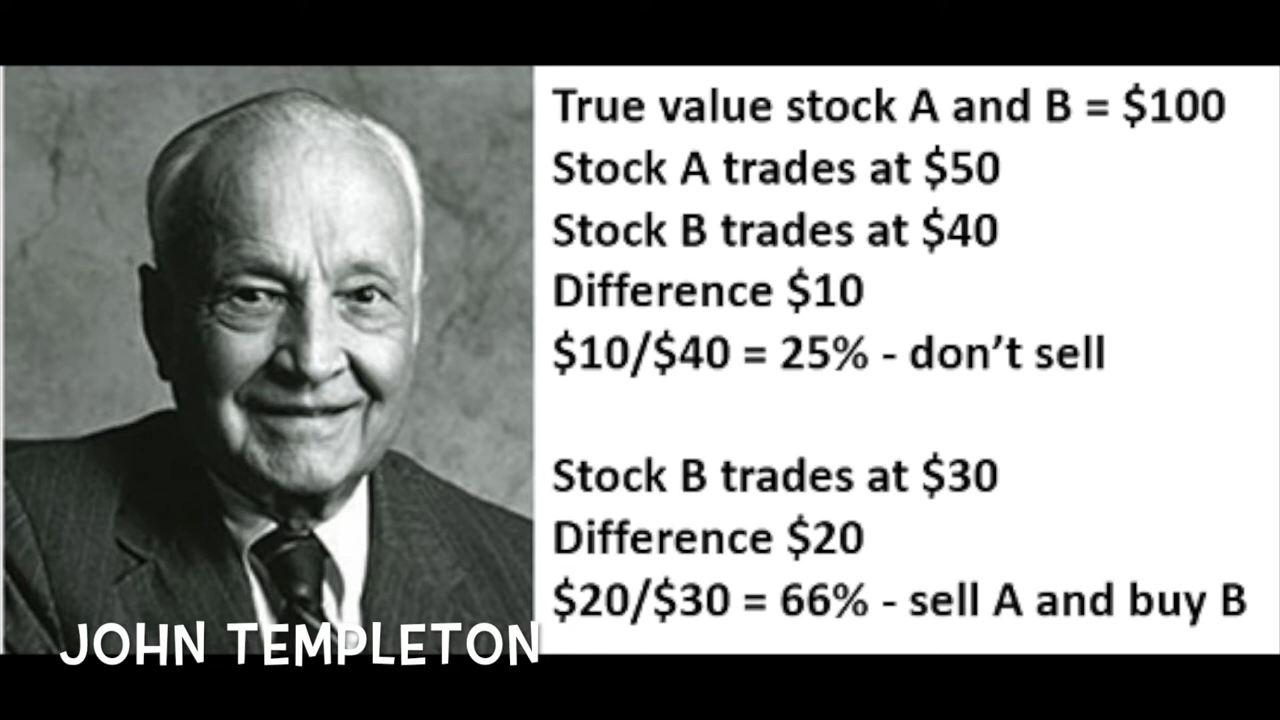 True value stock A and B = $100
Stock A trades at $50
Stock B trades at $40
Difference $10
$10/$40 = 25% - don’t sell
Stock B trades at $30
Difference $20
$20/$30 = 66% - sell A and buy B
JOHN TEMPLETON